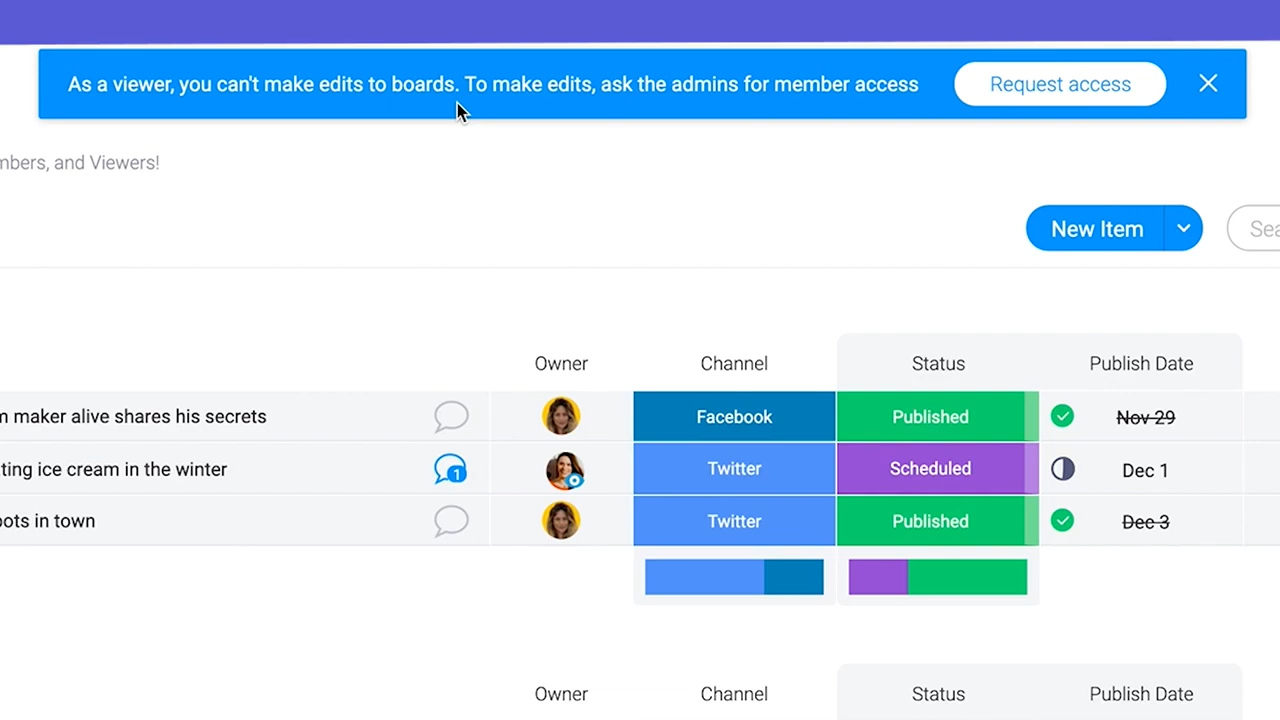 As a viewer, you can't make edits to boards. To make edits, ask the admins for member access Request access
mbers, and Viewers!
New Item Sea
Owner Channel Status Publish Date
m maker alive shares his secrets Facebook Published Nov 29
ting ice cream in the winter 1 Twitter Scheduled Dec 1
oots in town Twitter Published Dec 3
Owner Channel Status Publish Date